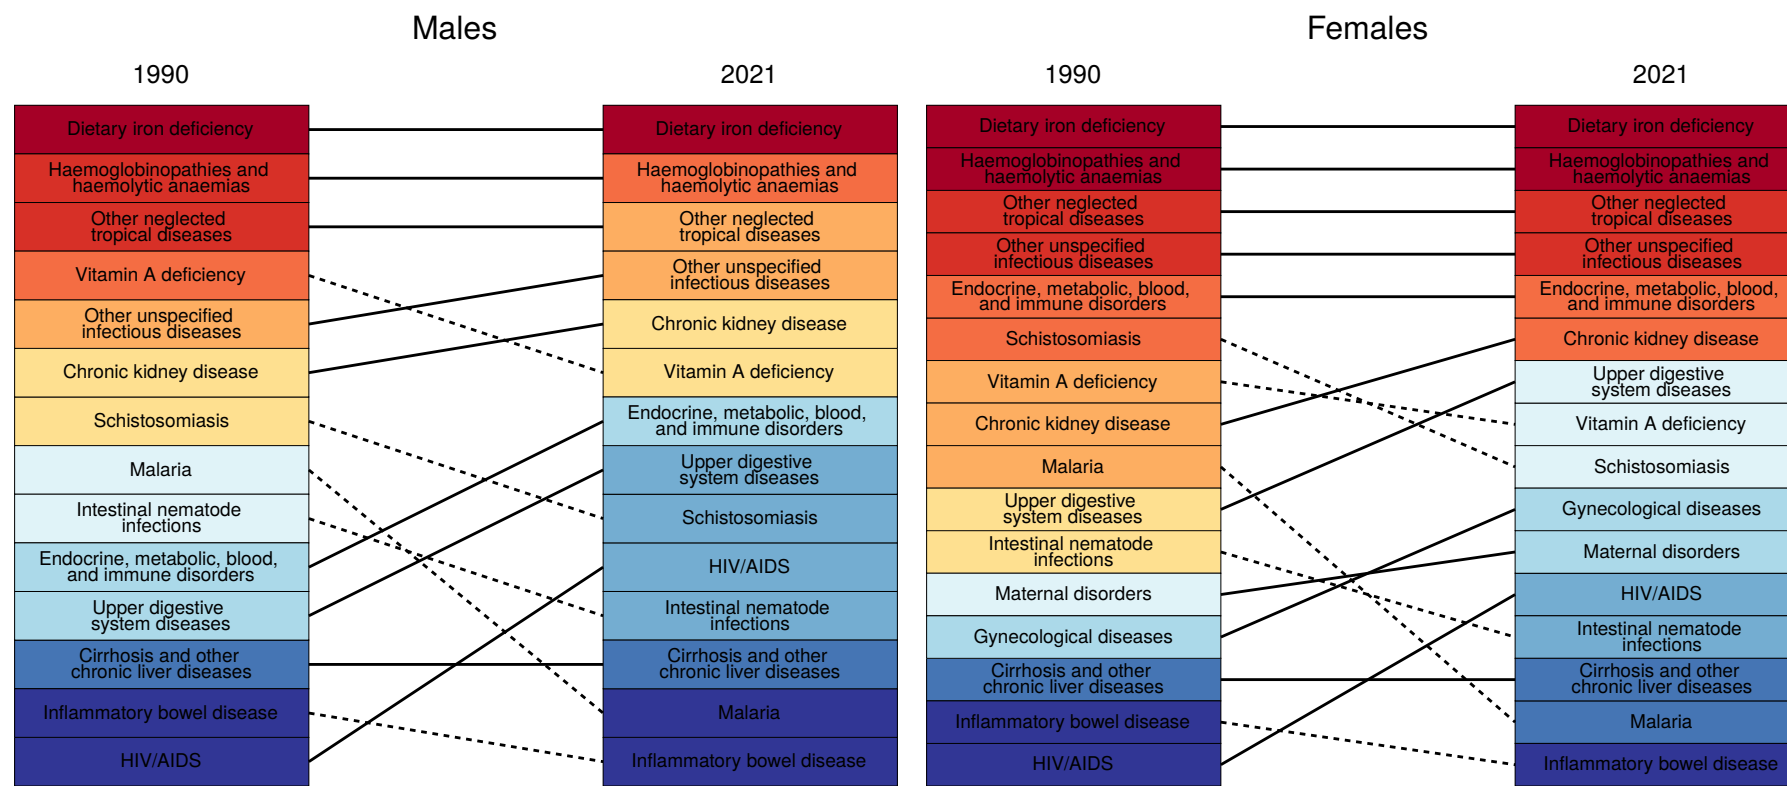 Males
1990
2021
Dietary iron deficiency
Haemoglobinopathies and
haemolytic anaemias
Other neglected
tropical diseases
Vitamin A deficiency
Other unspecified
infectious diseases
Chronic kidney disease
Schistosomiasis
Malaria
Intestinal nematode
infections
Endocrine, metabolic, blood,
and immune disorders
Upper digestive
system diseases
Cirrhosis and other
chronic liver diseases
Inflammatory bowel disease
HIV/AIDS
Dietary iron deficiency
Haemoglobinopathies and
haemolytic anaemias
Other neglected
tropical diseases
Other unspecified
infectious diseases
Chronic kidney disease
Vitamin A deficiency
Endocrine, metabolic, blood,
and immune disorders
Upper digestive
system diseases
Schistosomiasis
HIV/AIDS
Intestinal nematode
infections
Cirrhosis and other
chronic liver diseases
Malaria
Inflammatory bowel disease
Females
1990
2021
Dietary iron deficiency
Haemoglobinopathies and
haemolytic anaemias
Other neglected
tropical diseases
Other unspecified
infectious diseases
Endocrine, metabolic, blood,
and immune disorders
Schistosomiasis
Vitamin A deficiency
Chronic kidney disease
Malaria
Upper digestive
system diseases
Intestinal nematode
infections
Maternal disorders
Gynecological diseases
Cirrhosis and other
chronic liver diseases
Inflammatory bowel disease
HIV/AIDS
Dietary iron deficiency
Haemoglobinopathies and
haemolytic anaemias
Other neglected
tropical diseases
Other unspecified
infectious diseases
Endocrine, metabolic, blood,
and immune disorders
Chronic kidney disease
Upper digestive
system diseases
Vitamin A deficiency
Schistosomiasis
Gynecological diseases
Maternal disorders
HIV/AIDS
Intestinal nematode
infections
Cirrhosis and other
chronic liver diseases
Malaria
Inflammatory bowel disease